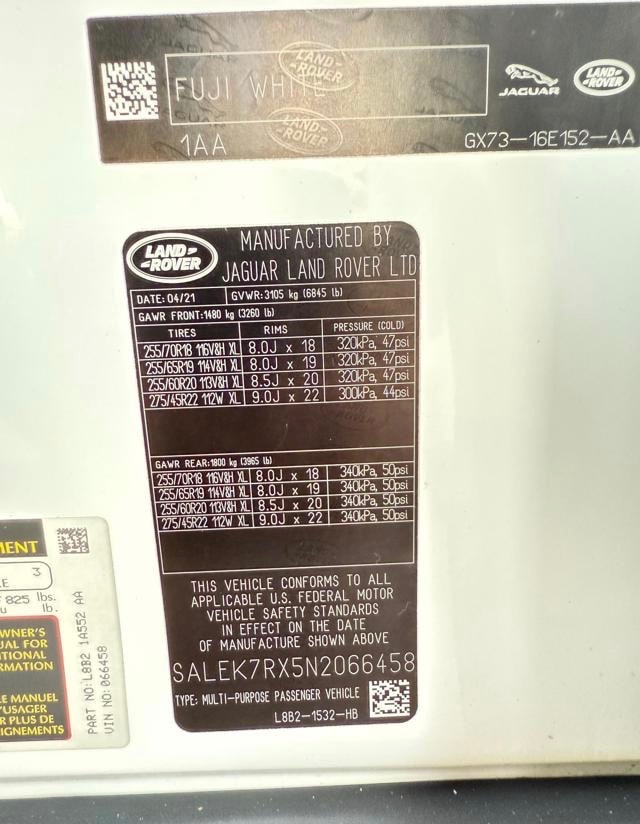 FUJI WHITE
LAND-
-ROVER
LAND-
-ROVER
JAGUAR
LAND-
-ROVER
1AA
GX73-16E152-AA
LAND-
-ROVER
MANUFACTURED BY
JAGUAR LAND ROVER LTD
DATE: 04/21 GVWR:3105 kg (6845 lb)
GAWR FRONT:1480 kg (3260 lb)
TIRES RIMS PRESSURE (COLD)
255/70R18 116V&H XL 8.0J x 18 320kPa, 47psi
255/65R19 114V&H XL 8.0J x 19 320kPa, 47psi
255/60R20 113V&H XL 8.5J x 20 320kPa, 47psi
275/45R22 112W XL 9.0J x 22 300kPa, 44psi
GAWR REAR:1800 kg (3965 lb)
255/70R18 116V&H XL 8.0J x 18 340kPa, 50psi
255/65R19 114V&H XL 8.0J x 19 340kPa, 50psi
255/60R20 113V&H XL 8.5J x 20 340kPa, 50psi
275/45R22 112W XL 9.0J x 22 340kPa, 50psi
THIS VEHICLE CONFORMS TO ALL
APPLICABLE U.S. FEDERAL MOTOR
VEHICLE SAFETY STANDARDS
IN EFFECT ON THE DATE
OF MANUFACTURE SHOWN ABOVE
SALEK7RX5N2066458
TYPE: MULTI-PURPOSE PASSENGER VEHICLE
L8B2-1532-HB
MENT
3
825 lbs.
lb.
WNER'S
UAL FOR
ITIONAL
RMATION
LE MANUEL
'USAGER
R PLUS DE
IGNEMENTS
PART NO:L8B2 1A552 AA
VIN NO: 066458